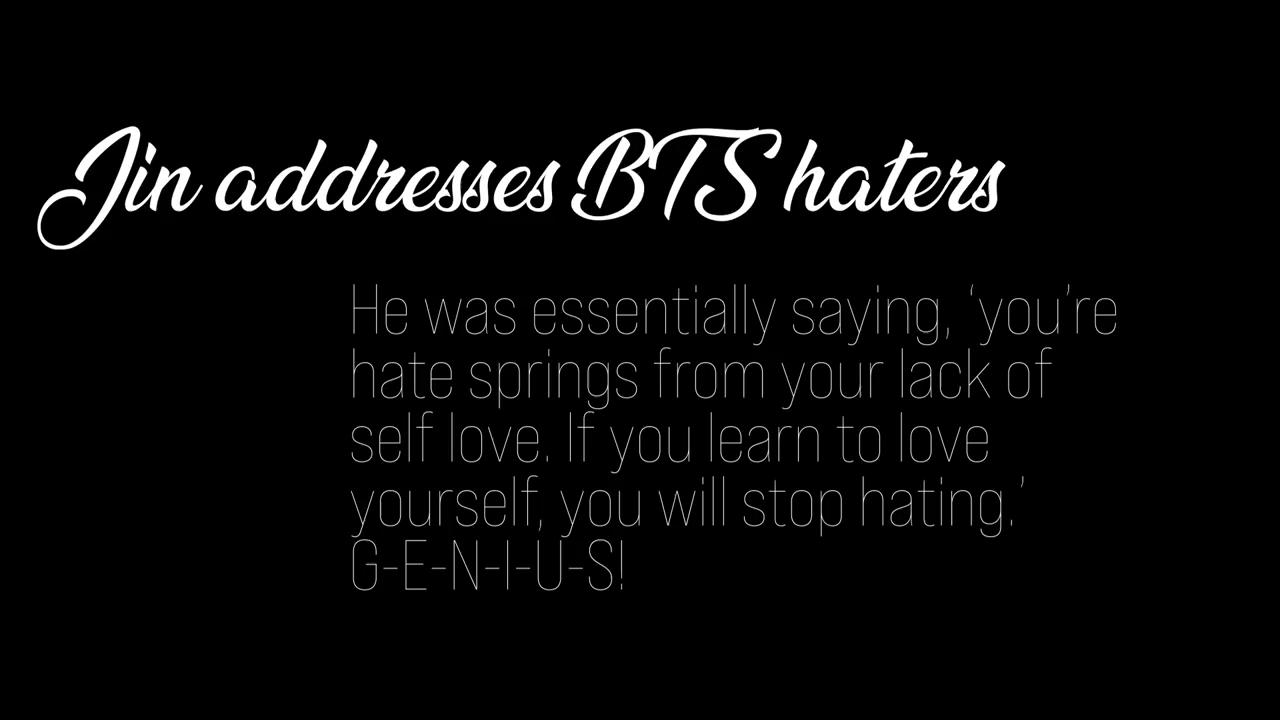 Jin addresses BTS haters
He was essentially saying, ‘you’re
hate springs from your lack of
self love. If you learn to love
yourself, you will stop hating.’
G-E-N-I-U-S!